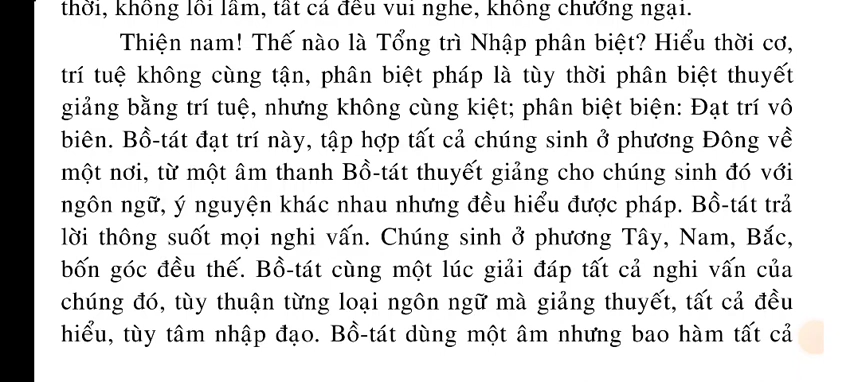 thời, không lỗi lầm, tất cả đều vui nghe, không chướng ngại.
Thiện nam! Thế nào là Tổng trì Nhập phân biệt? Hiểu thời cơ,
trí tuệ không cùng tận, phân biệt pháp là tùy thời phân biệt thuyết
giảng bằng trí tuệ, nhưng không cùng kiệt; phân biệt biện: Đạt trí vô
biên. Bồ-tát đạt trí này, tập hợp tất cả chúng sinh ở phương Đông về
một nơi, từ một âm thanh Bồ-tát thuyết giảng cho chúng sinh đó với
ngôn ngữ, ý nguyện khác nhau nhưng đều hiểu được pháp. Bồ-tát trả
lời thông suốt mọi nghi vấn. Chúng sinh ở phương Tây, Nam, Bắc,
bốn góc đều thế. Bồ-tát cùng một lúc giải đáp tất cả nghi vấn của
chúng đó, tùy thuận từng loại ngôn ngữ mà giảng thuyết, tất cả đều
hiểu, tùy tâm nhập đạo. Bồ-tát dùng một âm nhưng bao hàm tất cả